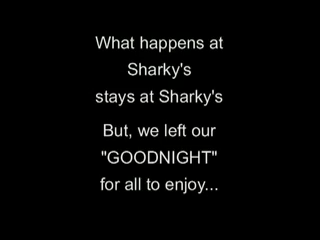 What happens at
Sharky's
stays at Sharky's
But, we left our
"GOODNIGHT"
for all to enjoy...